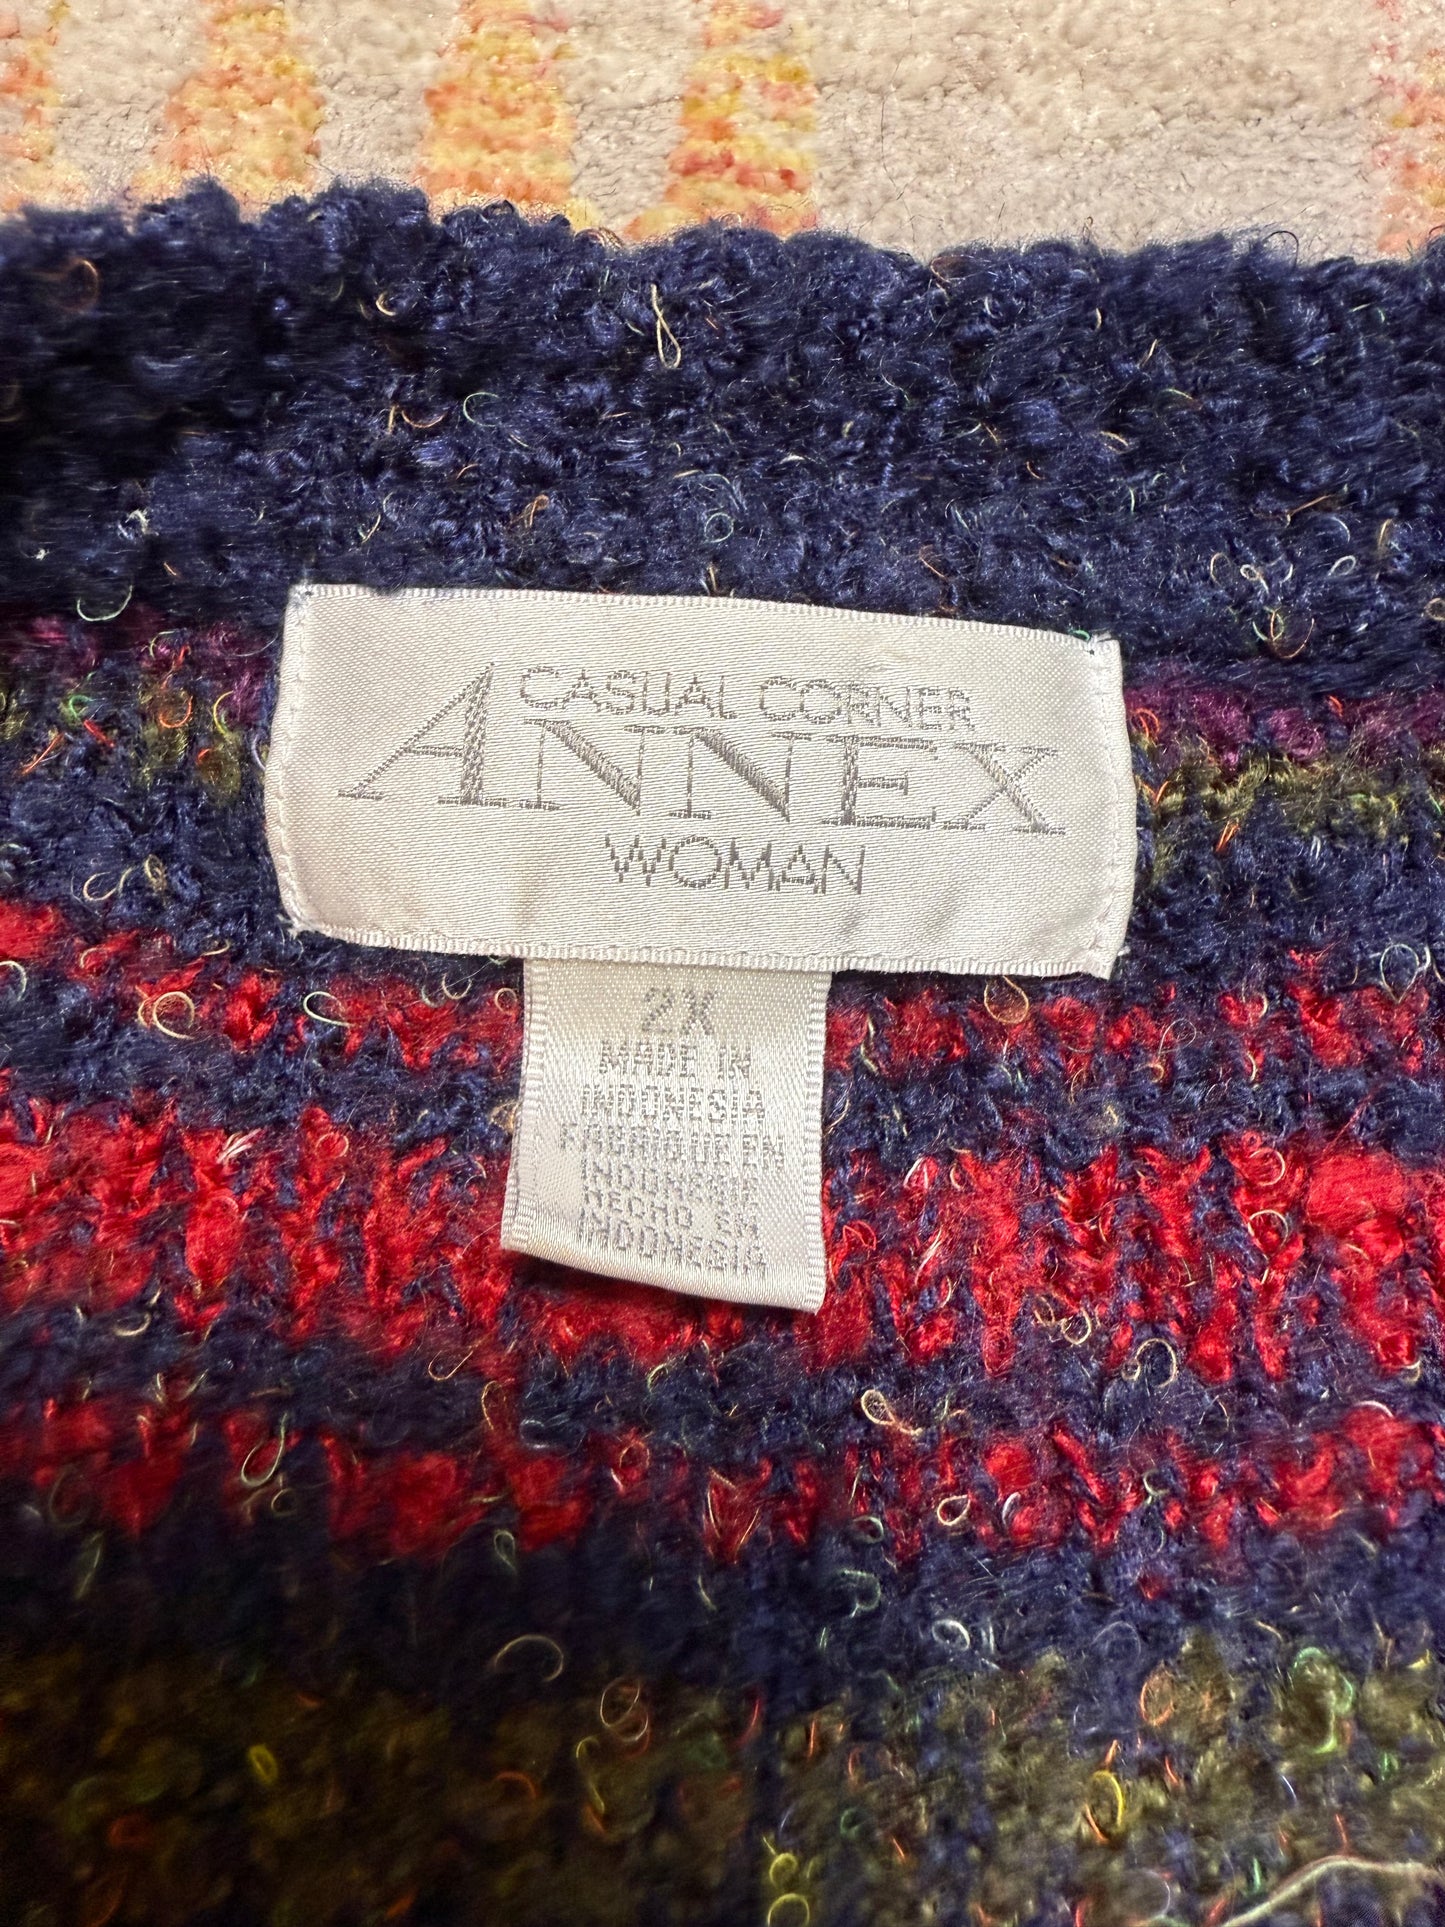 CASUAL CORNER
ANNEX
WOMAN
2X
MADE IN
INDONESIA
FABRIQUE EN
INDONESIE
HECHO EN
INDONESIA